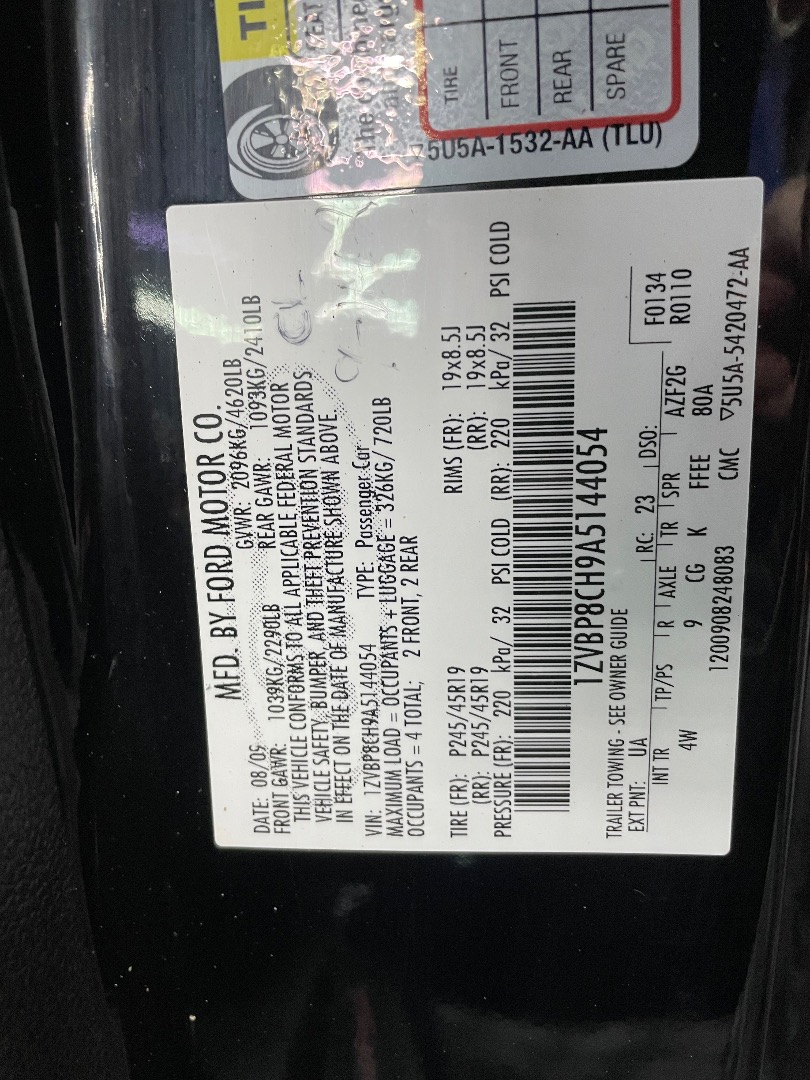 MFD. BY FORD MOTOR CO.
DATE: 08/09 GVWR: 2096KG/4620LB
FRONT GAWR: 1039KG/2290LB REAR GAWR: 1093KG/2410LB
THIS VEHICLE CONFORMS TO ALL APPLICABLE FEDERAL MOTOR
VEHICLE SAFETY, BUMPER, AND THEFT PREVENTION STANDARDS
IN EFFECT ON THE DATE OF MANUFACTURE SHOWN ABOVE.
VIN: 1ZVBP8CH9A5144054 TYPE: Passenger Car
MAXIMUM LOAD = OCCUPANTS + LUGGAGE = 326KG/ 720LB
OCCUPANTS = 4 TOTAL; 2 FRONT, 2 REAR
TIRE (FR): P245/45R19 RIMS (FR): 19x8.5J
(RR): P245/45R19 (RR): 19x8.5J
PRESSURE (FR): 220 kPa/ 32 PSI COLD (RR): 220 kPa/ 32 PSI COLD
1ZVBP8CH9A5144054
TRAILER TOWING - SEE OWNER GUIDE
EXT PNT: UA RC: 23 DSO:
INT TR TP/PS R AXLE TR SPR AZF2G F0134
4W 9 CG K FFEE 80A R0110
1200908248083 CMC ▽5U5A-5420472-AA
TI
SEAT
The
TIRE
FRONT
REAR
SPARE
5U5A-1532-AA (TLU)